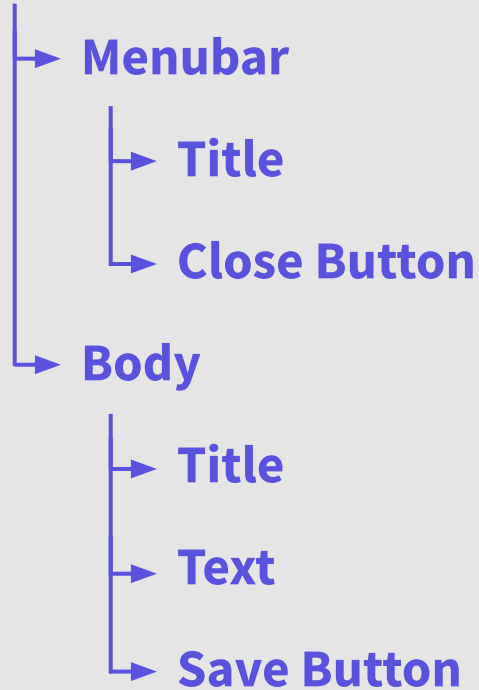 Menubar
Title
Close Button
Body
Title
Text
Save Button